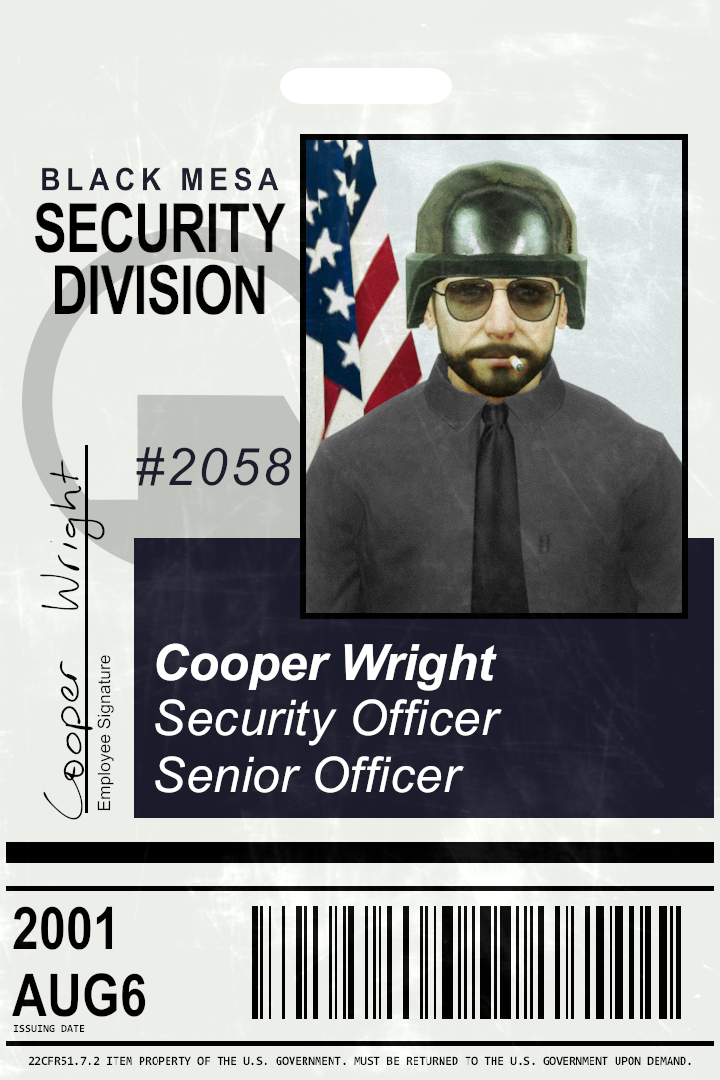 BLACK MESA
SECURITY
DIVISION
#2058
Cooper Wright
Employee Signature
Cooper Wright
Security Officer
Senior Officer
2001
AUG6
ISSUING DATE
22CFR51.7.2 ITEM PROPERTY OF THE U.S. GOVERNMENT. MUST BE RETURNED TO THE U.S. GOVERNMENT UPON DEMAND.